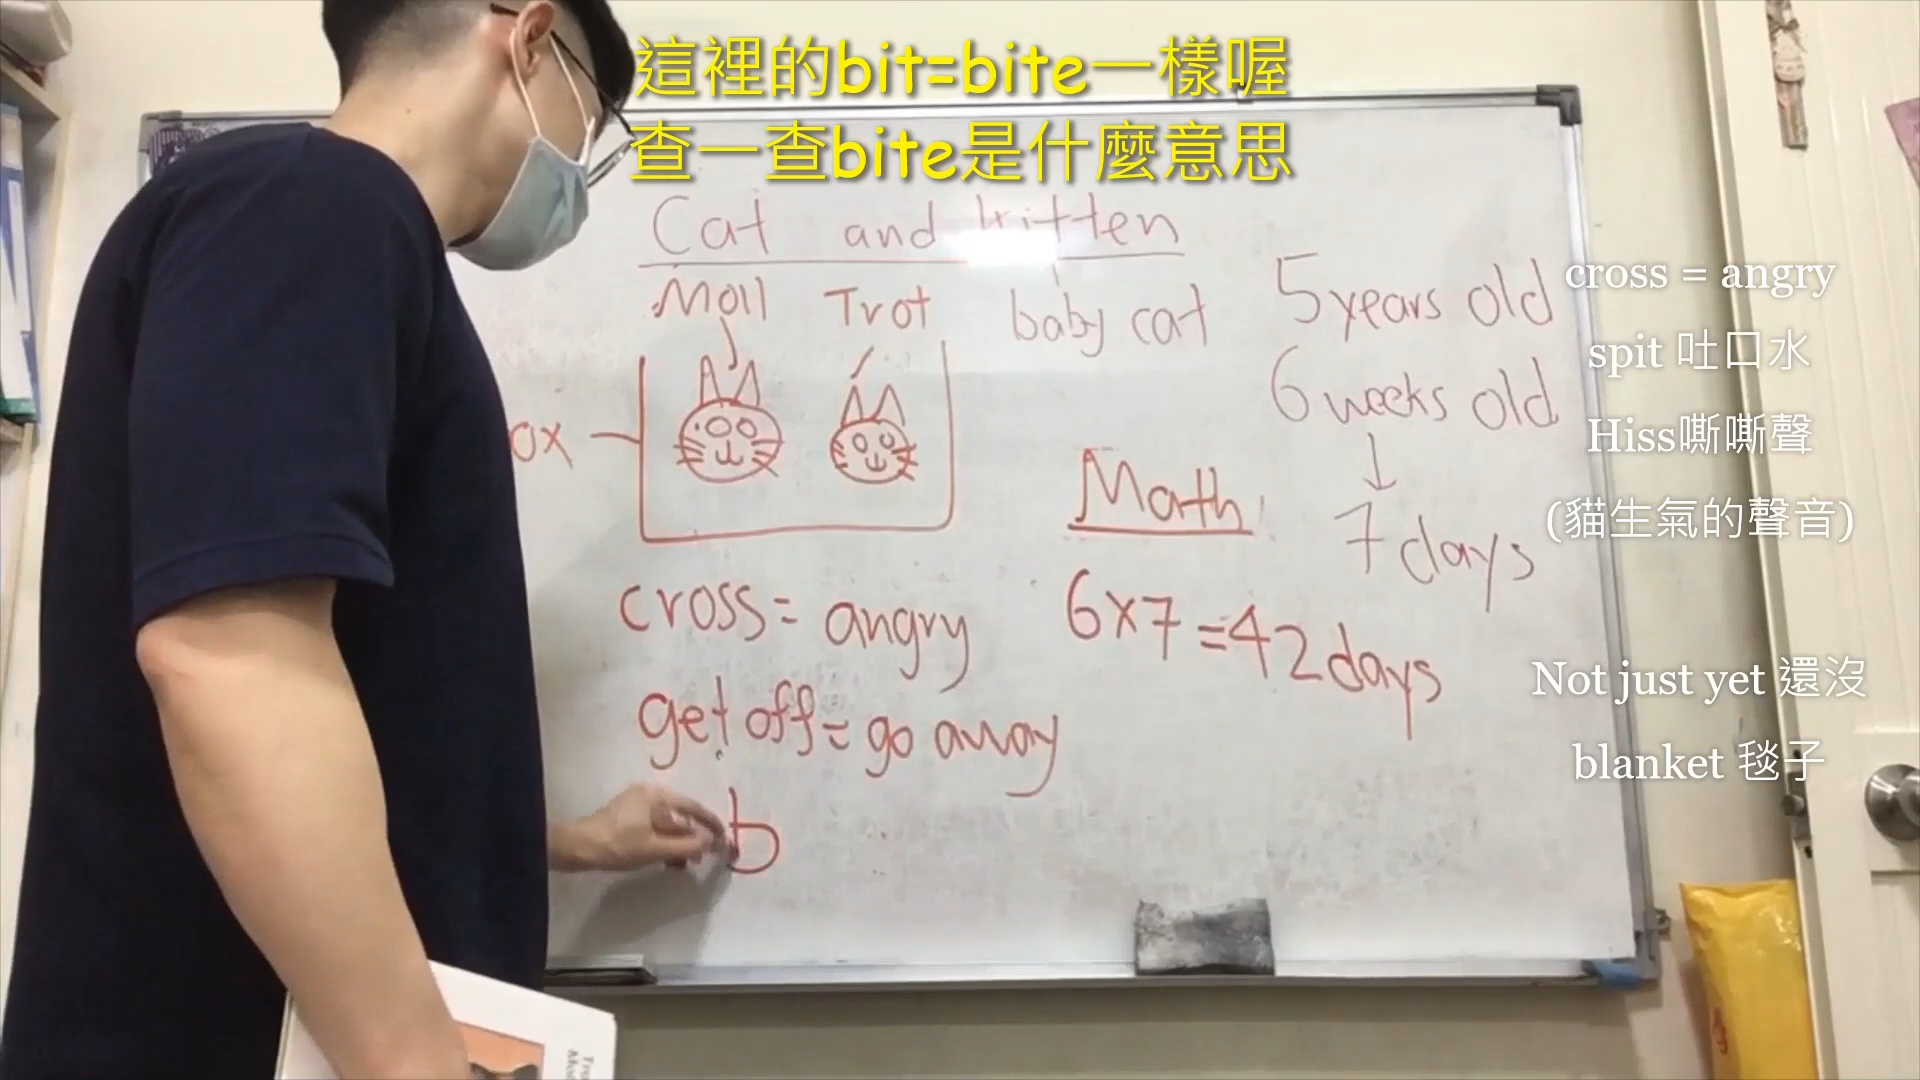 這裡的bit=bite一樣喔
查一查bite是什麼意思
Cat and kitten
Moll Trot baby cat
5 years old
6 weeks old
7 days
ox
Math
6x7=42 days
cross= angry
get off= go away
b
cross = angry
spit 吐口水
Hiss嘶嘶聲
(貓生氣的聲音)
Not just yet 還沒
blanket 毯子